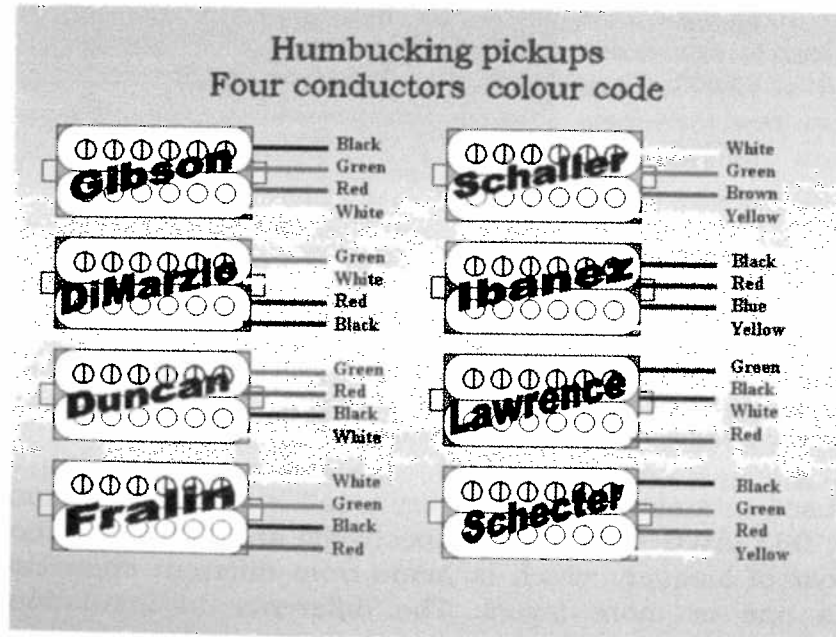 Humbucking pickups
Four conductors colour code
Gibson
Black
Green
Red
White
Schaller
White
Green
Brown
Yellow
DiMarzio
Green
White
Red
Black
Ibanez
Black
Red
Blue
Yellow
Duncan
Green
Red
Black
White
Lawrence
Green
Black
White
Red
Fralin
White
Green
Black
Red
Schecter
Black
Green
Red
Yellow